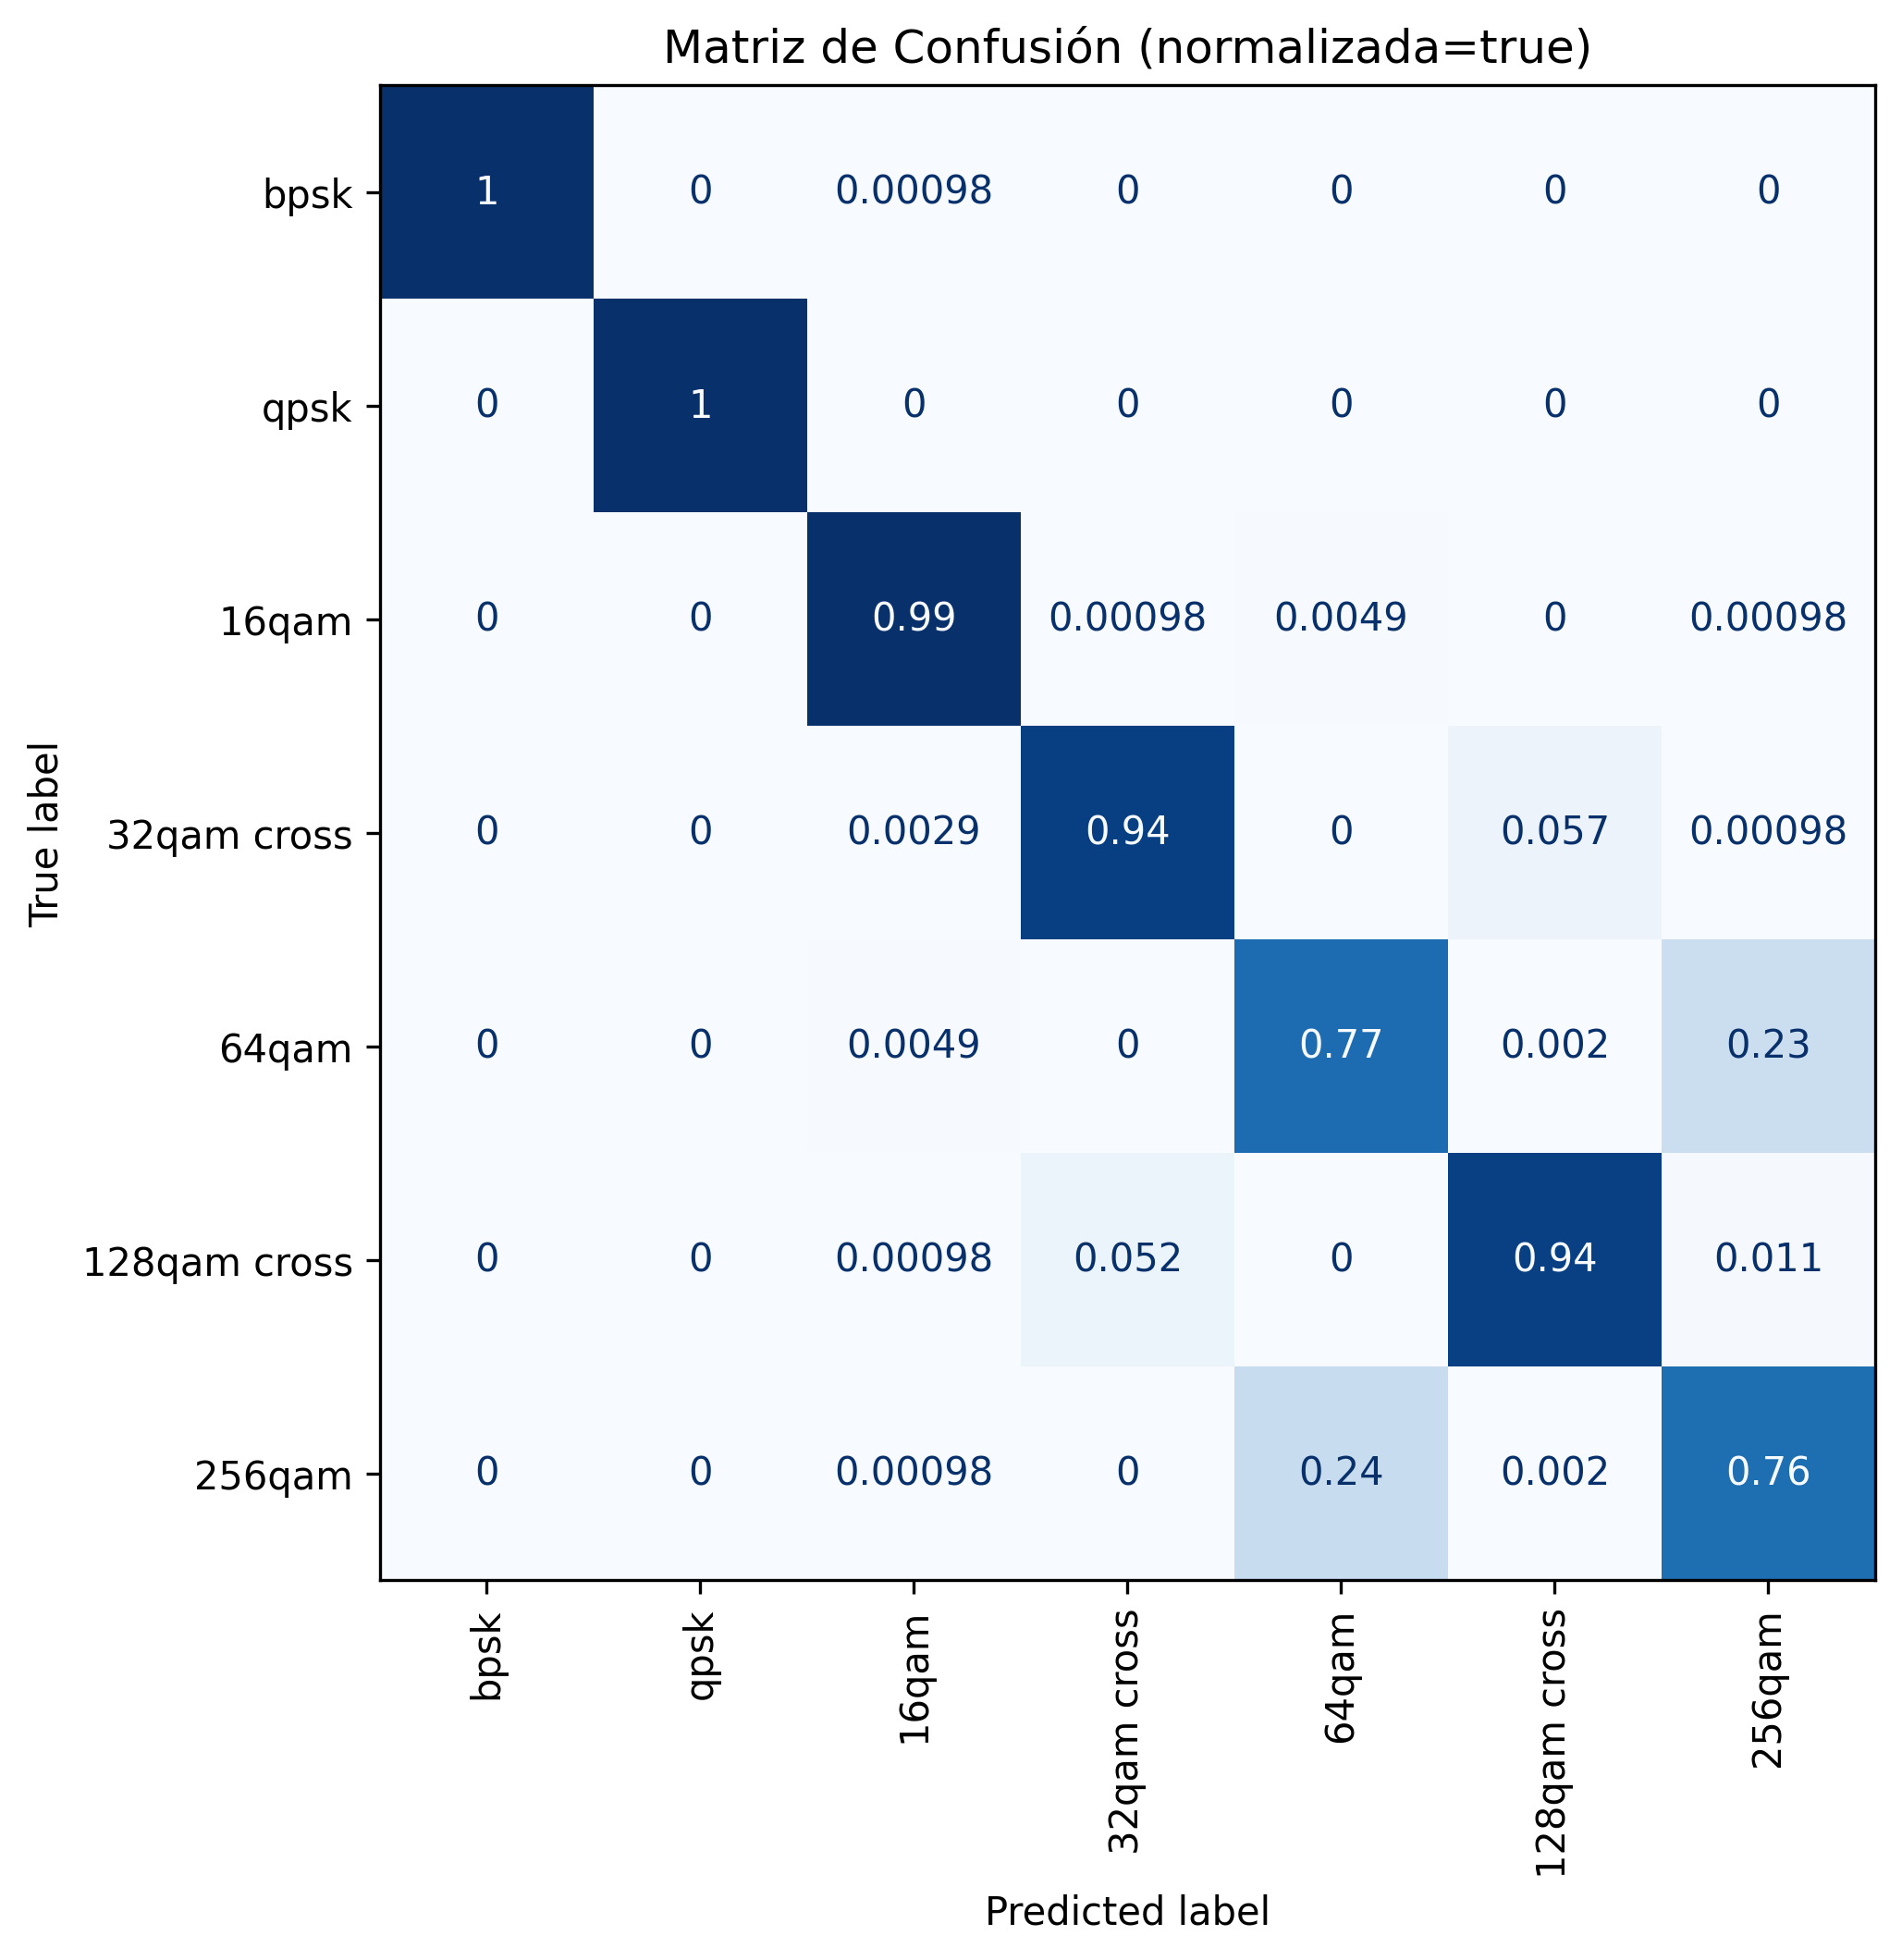 Matriz de Confusión (normalizada=true)
bpsk 1 0 0.00098 0 0 0 0
qpsk 0 1 0 0 0 0 0
16qam 0 0 0.99 0.00098 0.0049 0 0.00098
32qam cross 0 0 0.0029 0.94 0 0.057 0.00098
64qam 0 0 0.0049 0 0.77 0.002 0.23
128qam cross 0 0 0.00098 0.052 0 0.94 0.011
256qam 0 0 0.00098 0 0.24 0.002 0.76
True label
bpsk qpsk 16qam 32qam cross 64qam 128qam cross 256qam
Predicted label